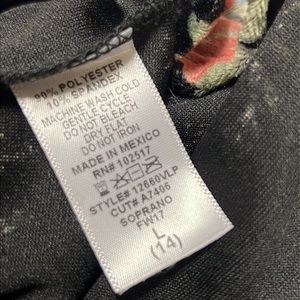 90% POLYESTER
10% SPANDEX
MACHINE WASH COLD
GENTLE CYCLE
DO NOT BLEACH
DRY FLAT
DO NOT IRON
MADE IN MEXICO
RN# 102517
STYLE# 12660VLP
CUT# A7406
SOPRANO
FW17
L
(14)